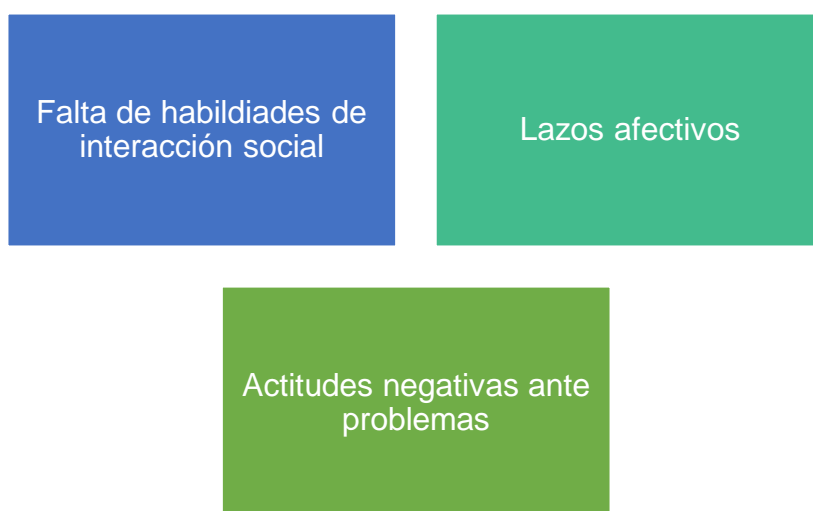 Falta de habildiades de
interacción social
Lazos afectivos
Actitudes negativas ante
problemas